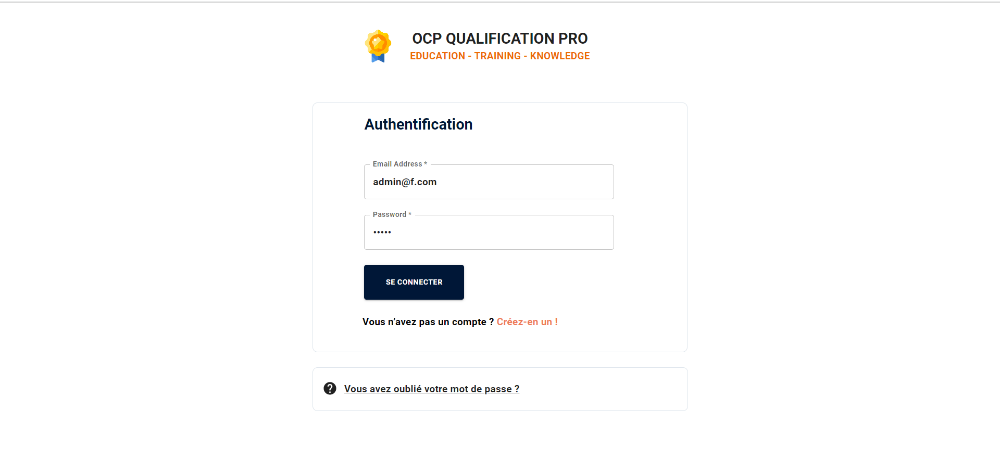 OCP QUALIFICATION PRO
EDUCATION - TRAINING - KNOWLEDGE
Authentification
Email Address *
admin@f.com
Password *
•••••
SE CONNECTER
Vous n’avez pas un compte ? Créez-en un !
?
Vous avez oublié votre mot de passe ?